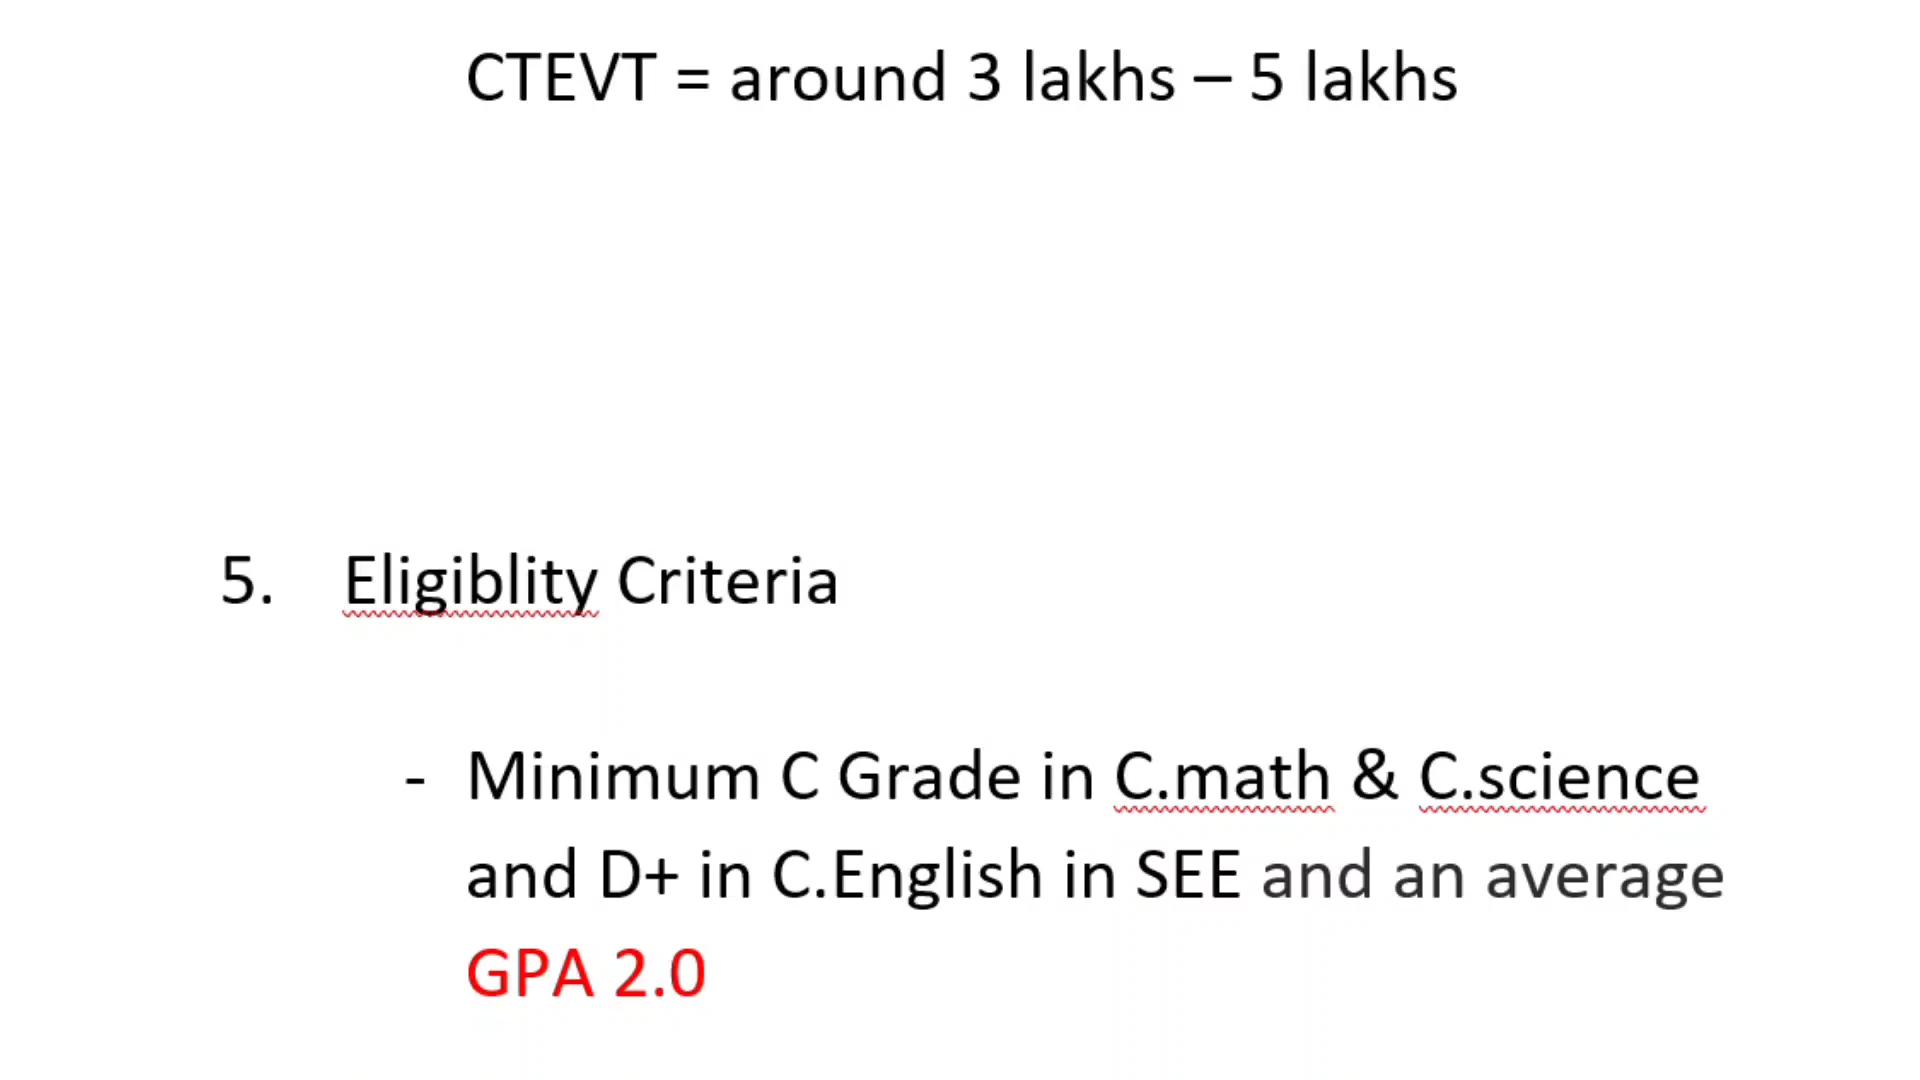 CTEVT = around 3 lakhs – 5 lakhs
5. Eligiblity Criteria
- Minimum C Grade in C.math & C.science
and D+ in C.English in SEE and an average
GPA 2.0